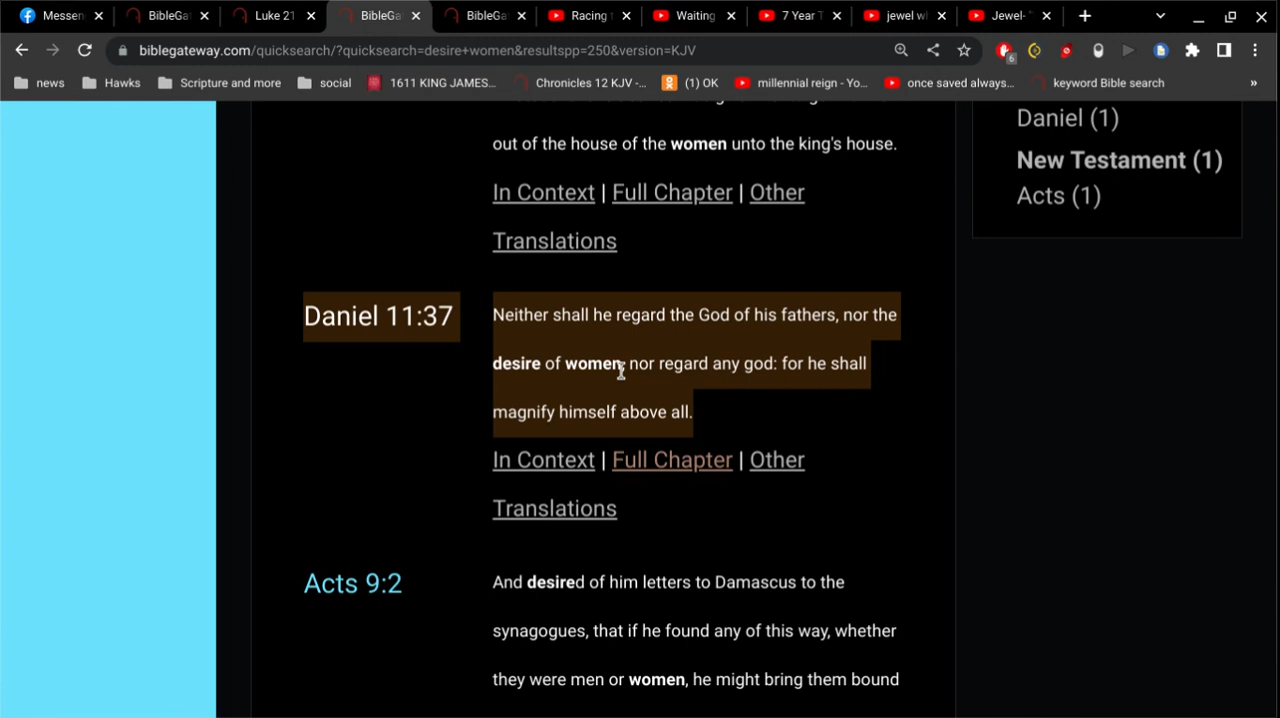 Messen
BibleGa
Luke 21
BibleGa
BibleGa
Racing
Waiting
7 Year T
jewel w
Jewel-
biblegateway.com/quicksearch/?quicksearch=desire+women&resultspp=250&version=KJV
6
news
Hawks
Scripture and more
social
1611 KING JAMES...
Chronicles 12 KJV -...
(1) OK
millennial reign - Yo...
once saved always...
keyword Bible search
»
out of the house of the women unto the king's house.
In Context | Full Chapter | Other
Translations
Daniel 11:37
Neither shall he regard the God of his fathers, nor the
desire of women, nor regard any god: for he shall
magnify himself above all.
In Context | Full Chapter | Other
Translations
Acts 9:2
And desired of him letters to Damascus to the
synagogues, that if he found any of this way, whether
they were men or women, he might bring them bound
Daniel (1)
New Testament (1)
Acts (1)